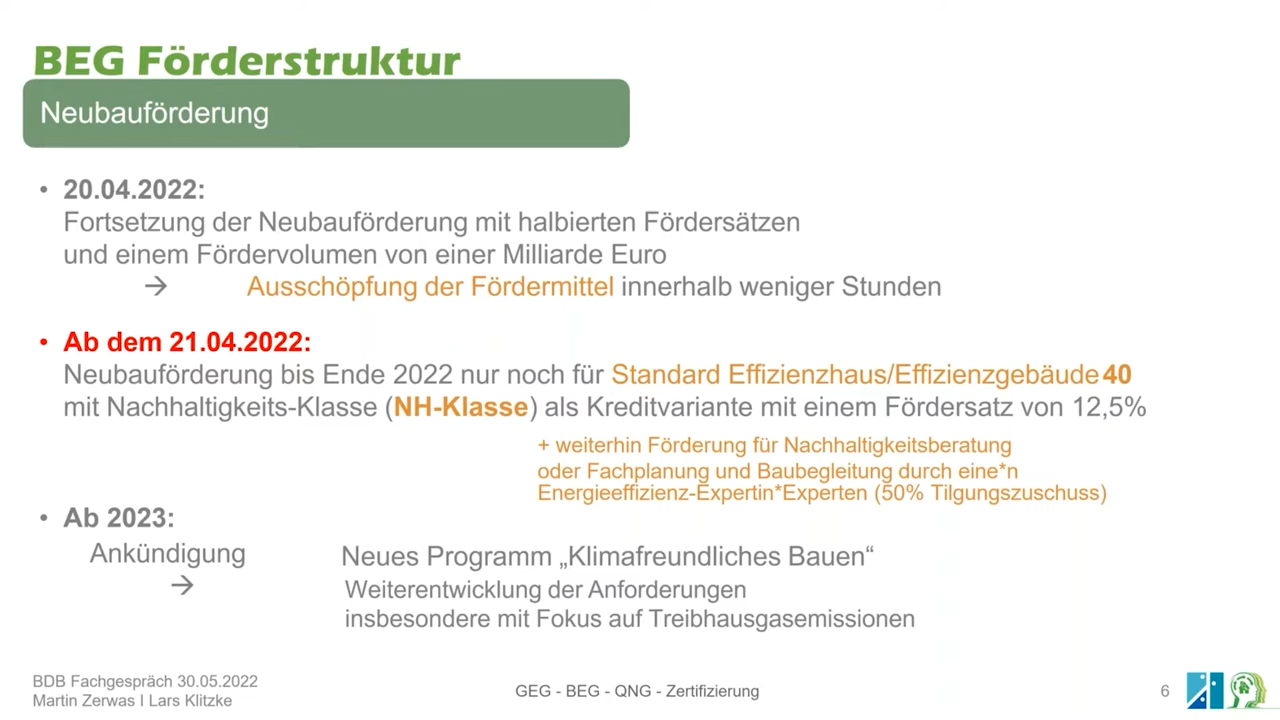 BEG Förderstruktur
Neubauförderung
• 20.04.2022:
Fortsetzung der Neubauförderung mit halbierten Fördersätzen
und einem Fördervolumen von einer Milliarde Euro
→ Ausschöpfung der Fördermittel innerhalb weniger Stunden
• Ab dem 21.04.2022:
Neubauförderung bis Ende 2022 nur noch für Standard Effizienzhaus/Effizienzgebäude 40
mit Nachhaltigkeits-Klasse (NH-Klasse) als Kreditvariante mit einem Fördersatz von 12,5%
+ weiterhin Förderung für Nachhaltigkeitsberatung
oder Fachplanung und Baubegleitung durch eine*n
Energieeffizienz-Expertin*Experten (50% Tilgungszuschuss)
• Ab 2023:
Ankündigung Neues Programm „Klimafreundliches Bauen“
→ Weiterentwicklung der Anforderungen
insbesondere mit Fokus auf Treibhausgasemissionen
BDB Fachgespräch 30.05.2022
Martin Zerwas I Lars Klitzke
GEG - BEG - QNG - Zertifizierung
6